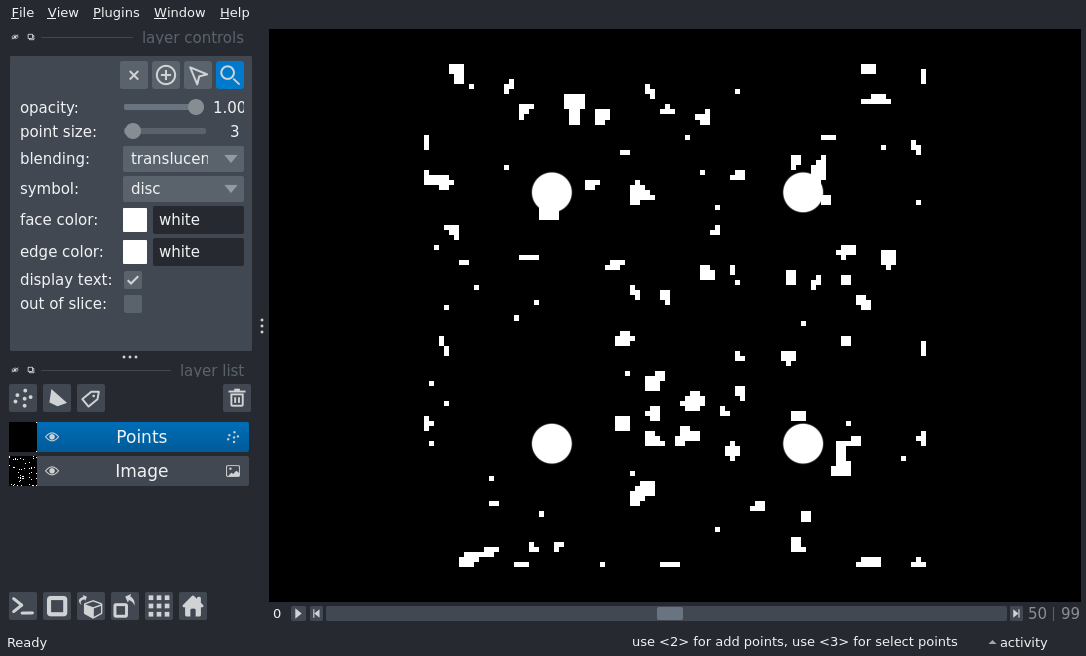 File View Plugins Window Help
layer controls
opacity: 1.00
point size: 3
blending: translucen
symbol: disc
face color: white
edge color: white
display text:
out of slice:
layer list
Points
Image
0 50 99
Ready use <2> for add points, use <3> for select points activity